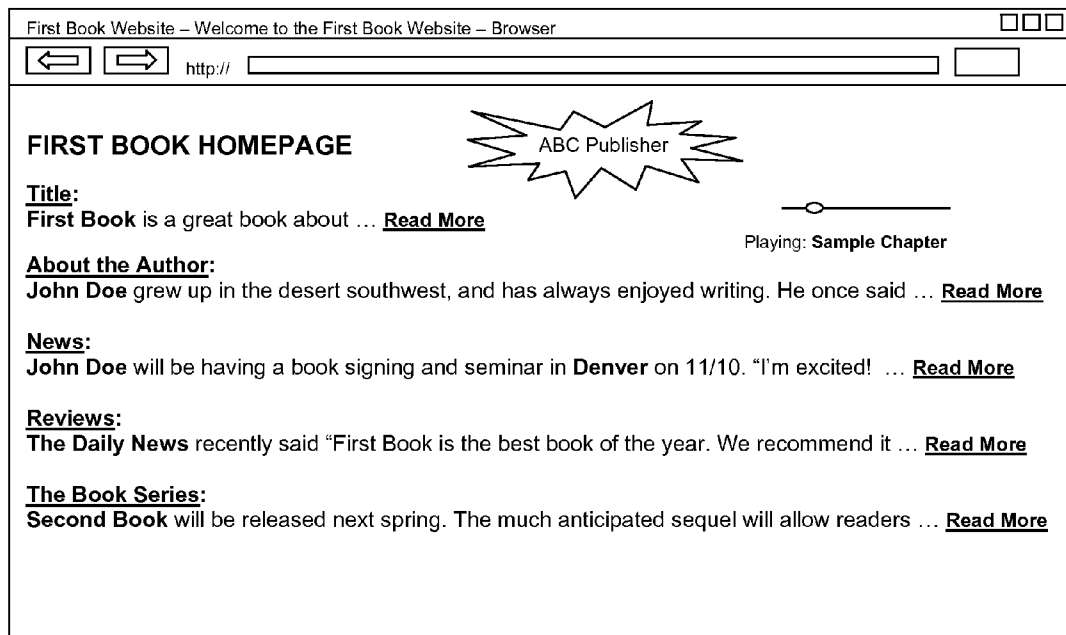 First Book Website – Welcome to the First Book Website – Browser
http://
FIRST BOOK HOMEPAGE
ABC Publisher
Title:
First Book is a great book about … Read More
Playing: Sample Chapter
About the Author:
John Doe grew up in the desert southwest, and has always enjoyed writing. He once said … Read More
News:
John Doe will be having a book signing and seminar in Denver on 11/10. “I’m excited!  … Read More
Reviews:
The Daily News recently said “First Book is the best book of the year. We recommend it … Read More
The Book Series:
Second Book will be released next spring. The much anticipated sequel will allow readers … Read More